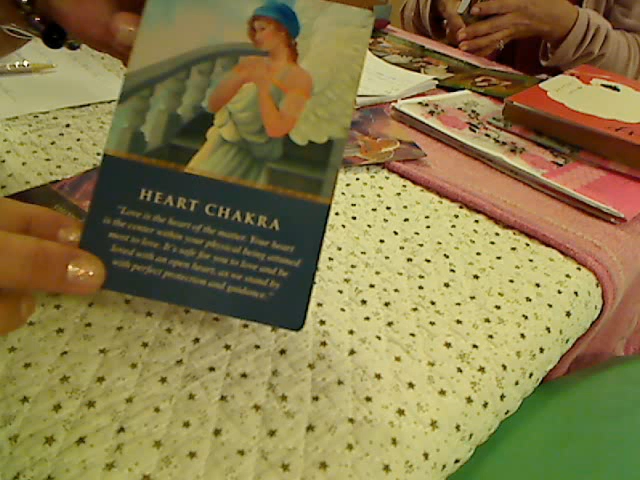 HEART CHAKRA
"Love is the heart of the matter. Your heart
is the center within your physical being attuned
most to love. It's safe for you to love and be
loved with an open heart, as we stand by
with perfect protection and guidance."